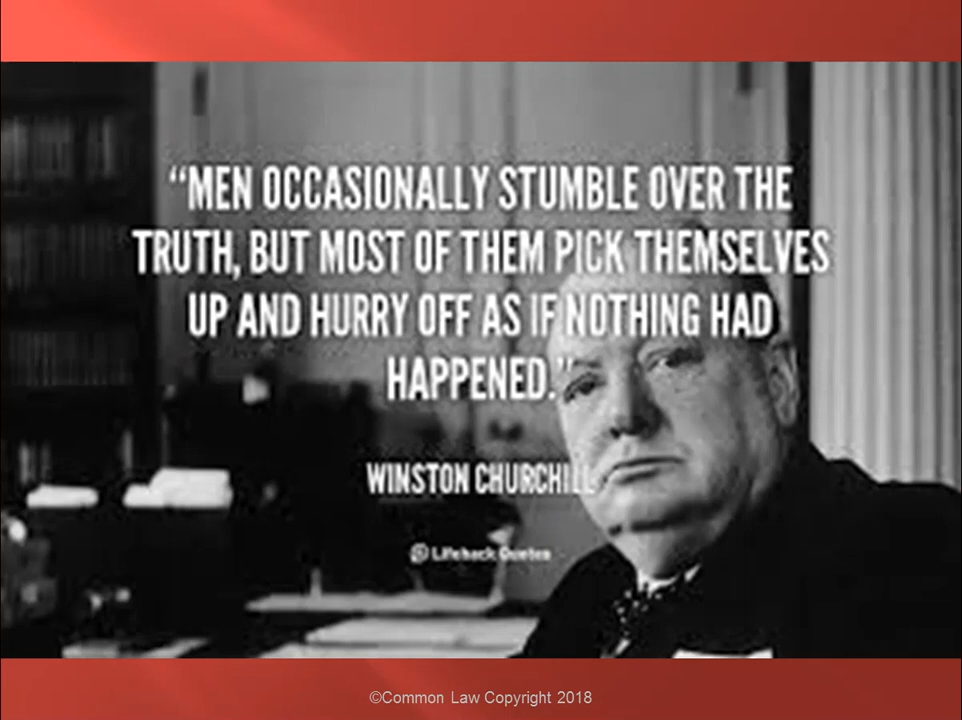 “MEN OCCASIONALLY STUMBLE OVER THE
TRUTH, BUT MOST OF THEM PICK THEMSELVES
UP AND HURRY OFF AS IF NOTHING HAD
HAPPENED.”
WINSTON CHURCHILL
Lifehack Quotes
©Common Law Copyright 2018